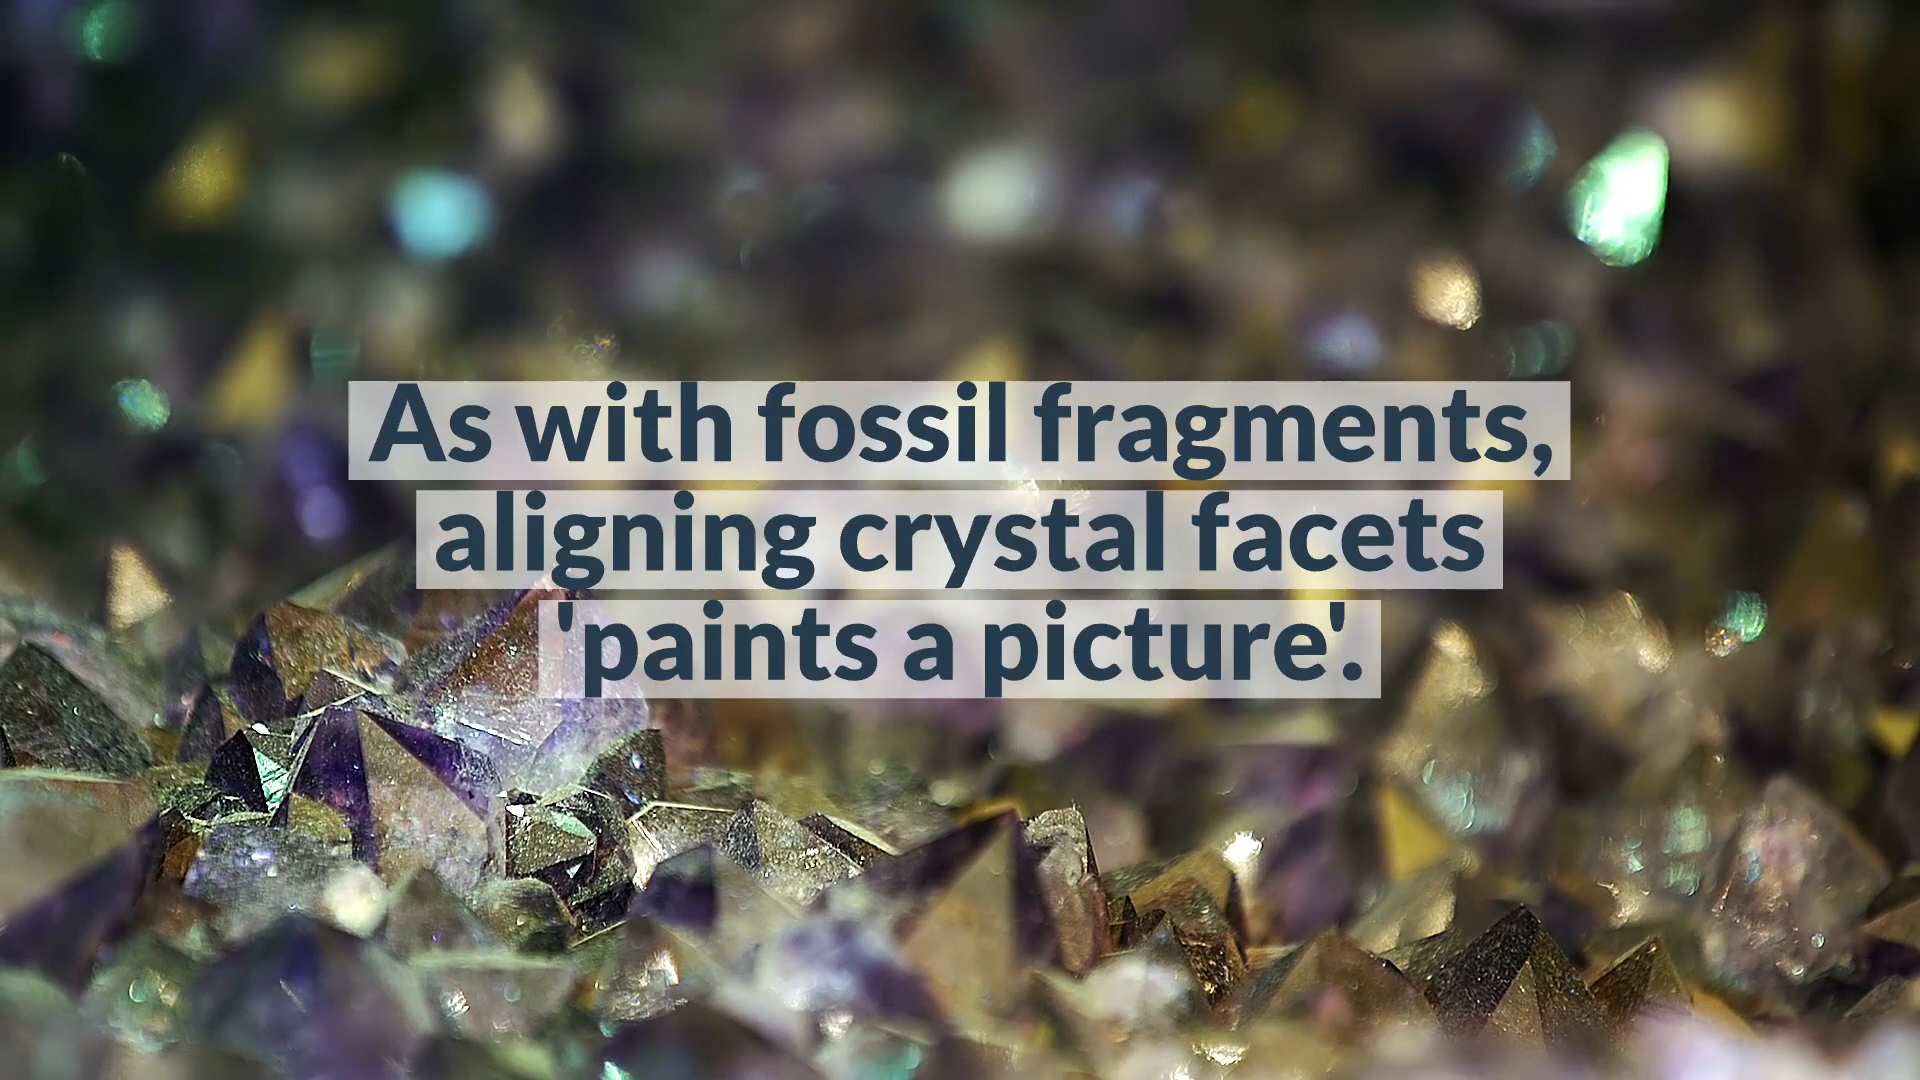 As with fossil fragments,
aligning crystal facets
'paints a picture'.